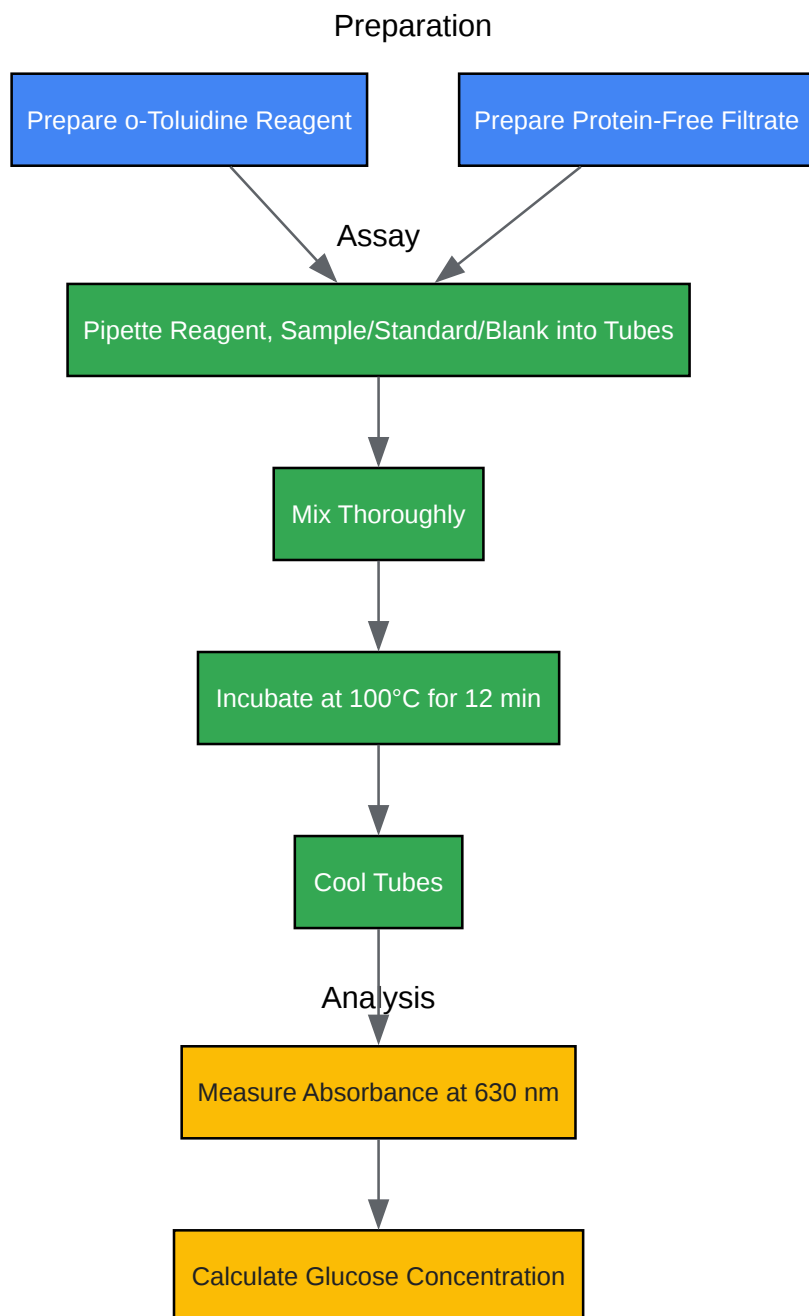 Preparation
Prepare o-Toluidine Reagent
Prepare Protein-Free Filtrate
Assay
Pipette Reagent, Sample/Standard/Blank into Tubes
Mix Thoroughly
Incubate at 100°C for 12 min
Cool Tubes
Analysis
Measure Absorbance at 630 nm
Calculate Glucose Concentration